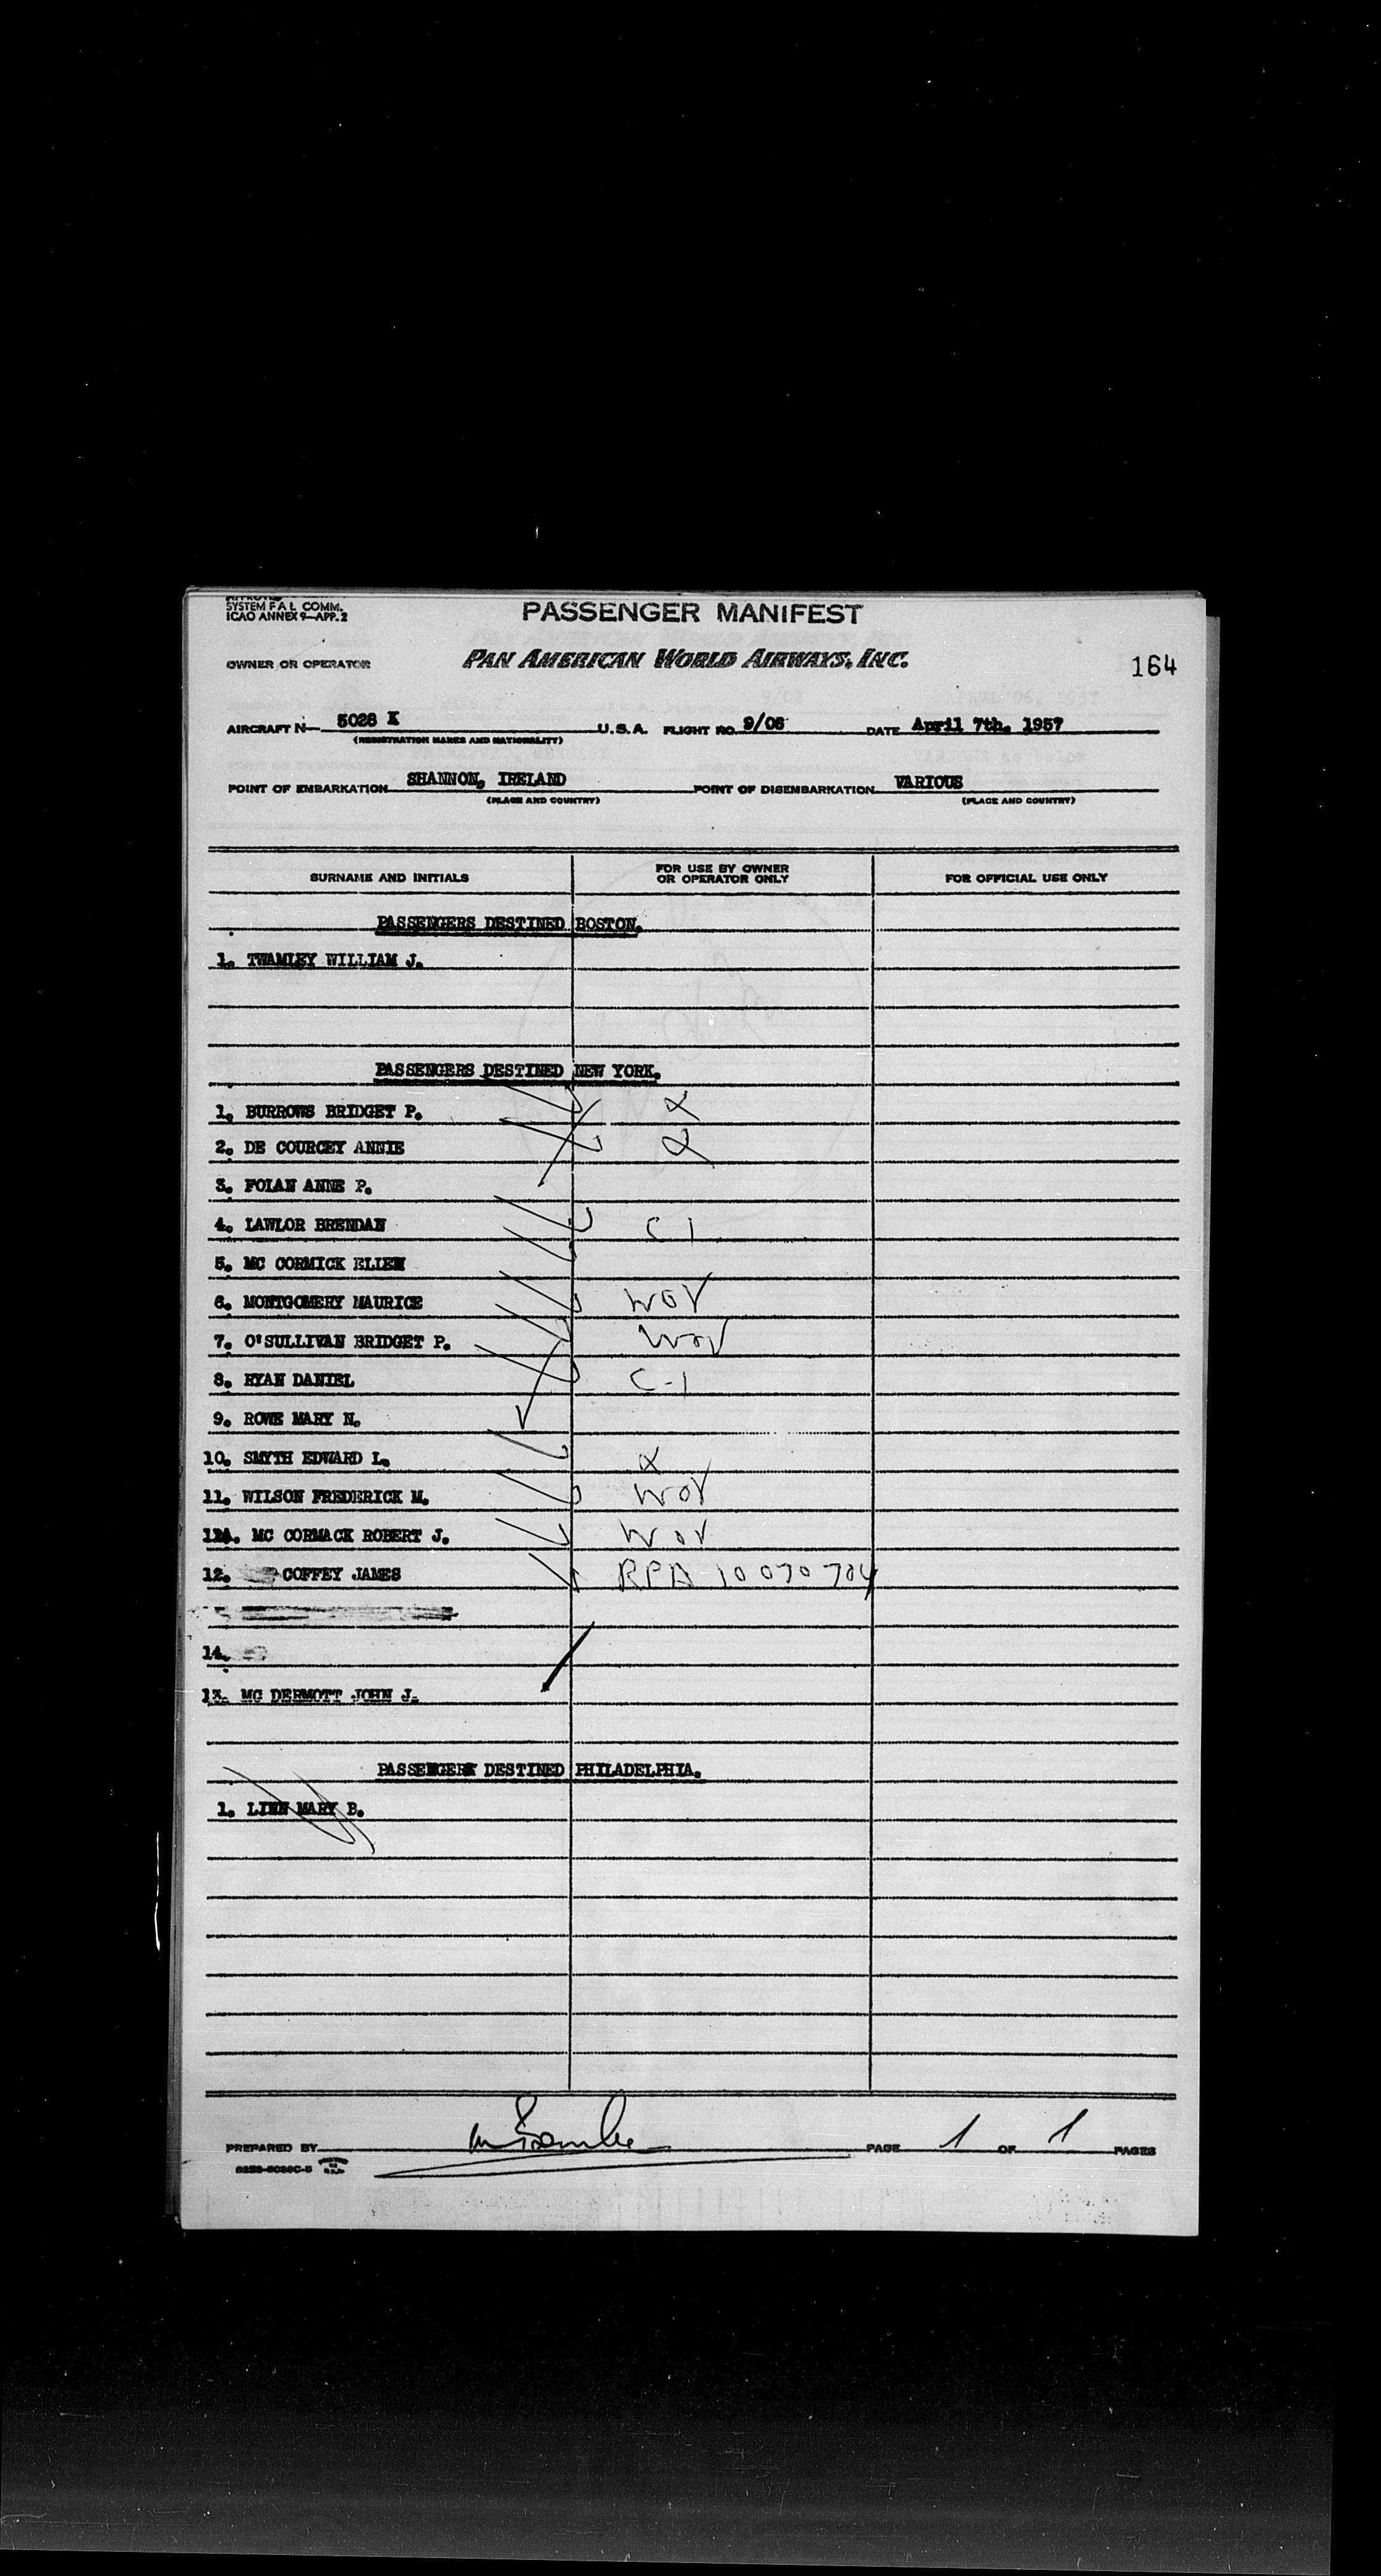 SYSTEM F A L COMM.
ICAO ANNEX 9—APP. 2
PASSENGER MANIFEST
OWNER OR OPERATOR
PAN AMERICAN WORLD AIRWAYS, INC.
164
AIRCRAFT N— 5028 K U.S.A. FLIGHT NO. 9/06 DATE April 7th, 1957
(REGISTRATION MARKS AND NATIONALITY)
POINT OF EMBARKATION SHANNON, IRELAND POINT OF DISEMBARKATION VARIOUS
(PLACE AND COUNTRY) (PLACE AND COUNTRY)
SURNAME AND INITIALS FOR USE BY OWNER OR OPERATOR ONLY FOR OFFICIAL USE ONLY
PASSENGERS DESTINED BOSTON.
1. TWAMLEY WILLIAM J.
PASSENGERS DESTINED NEW YORK.
1. BURROWS BRIDGET P.
2. DE COURCEY ANNIE
3. FOLAN ANNE P.
4. LAWLOR BRENDAN C 1
5. MC CORMICK ELLEN
6. MONTGOMERY MAURICE WOV
7. O'SULLIVAN BRIDGET P. WOV
8. RYAN DANIEL C-1
9. ROWE MARY N.
10. SMYTH EDWARD L.
11. WILSON FREDERICK M. WOV
MC CORMACK ROBERT J. WOV
12. COFFEY JAMES RPA 10 070 704
14.
13. MC DERMOTT JOHN J.
PASSENGERS DESTINED PHILADELPHIA.
1. LINN MARY B.
PREPARED BY PAGE 1 OF 1 PAGES